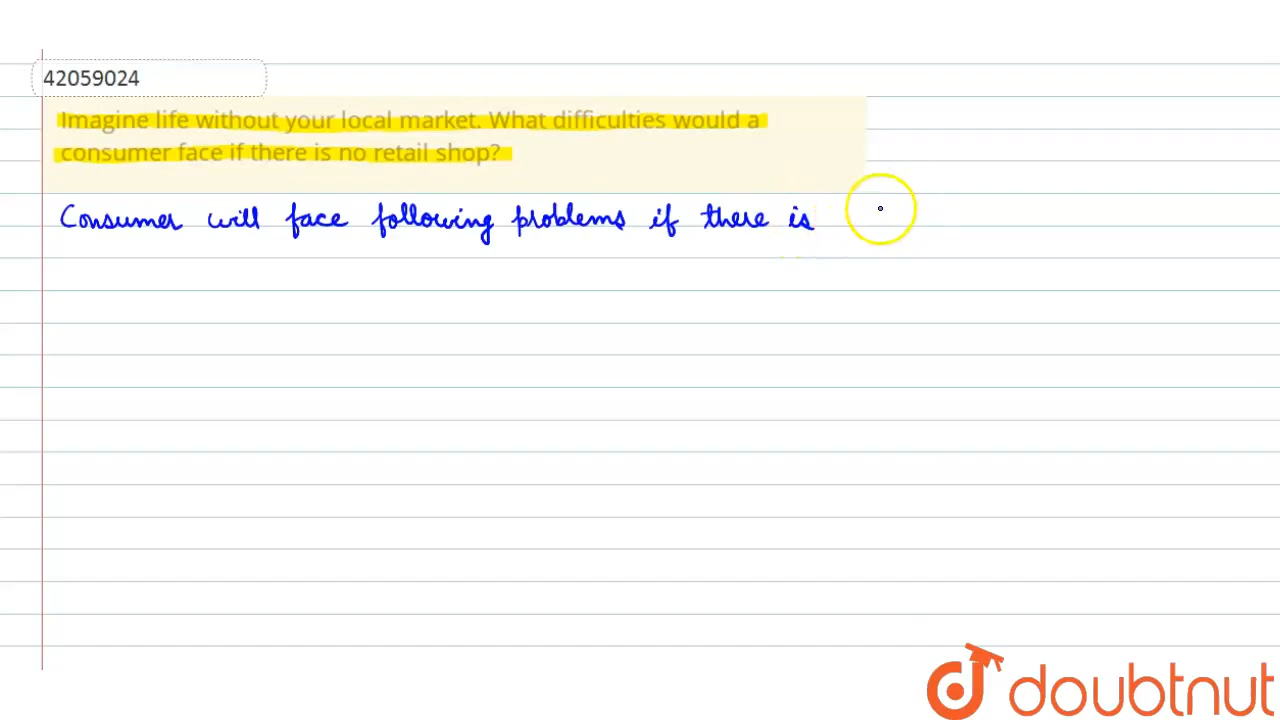 42059024
Imagine life without your local market. What difficulties would a
consumer face if there is no retail shop?
Consumer will face following problems if there is
doubtnut